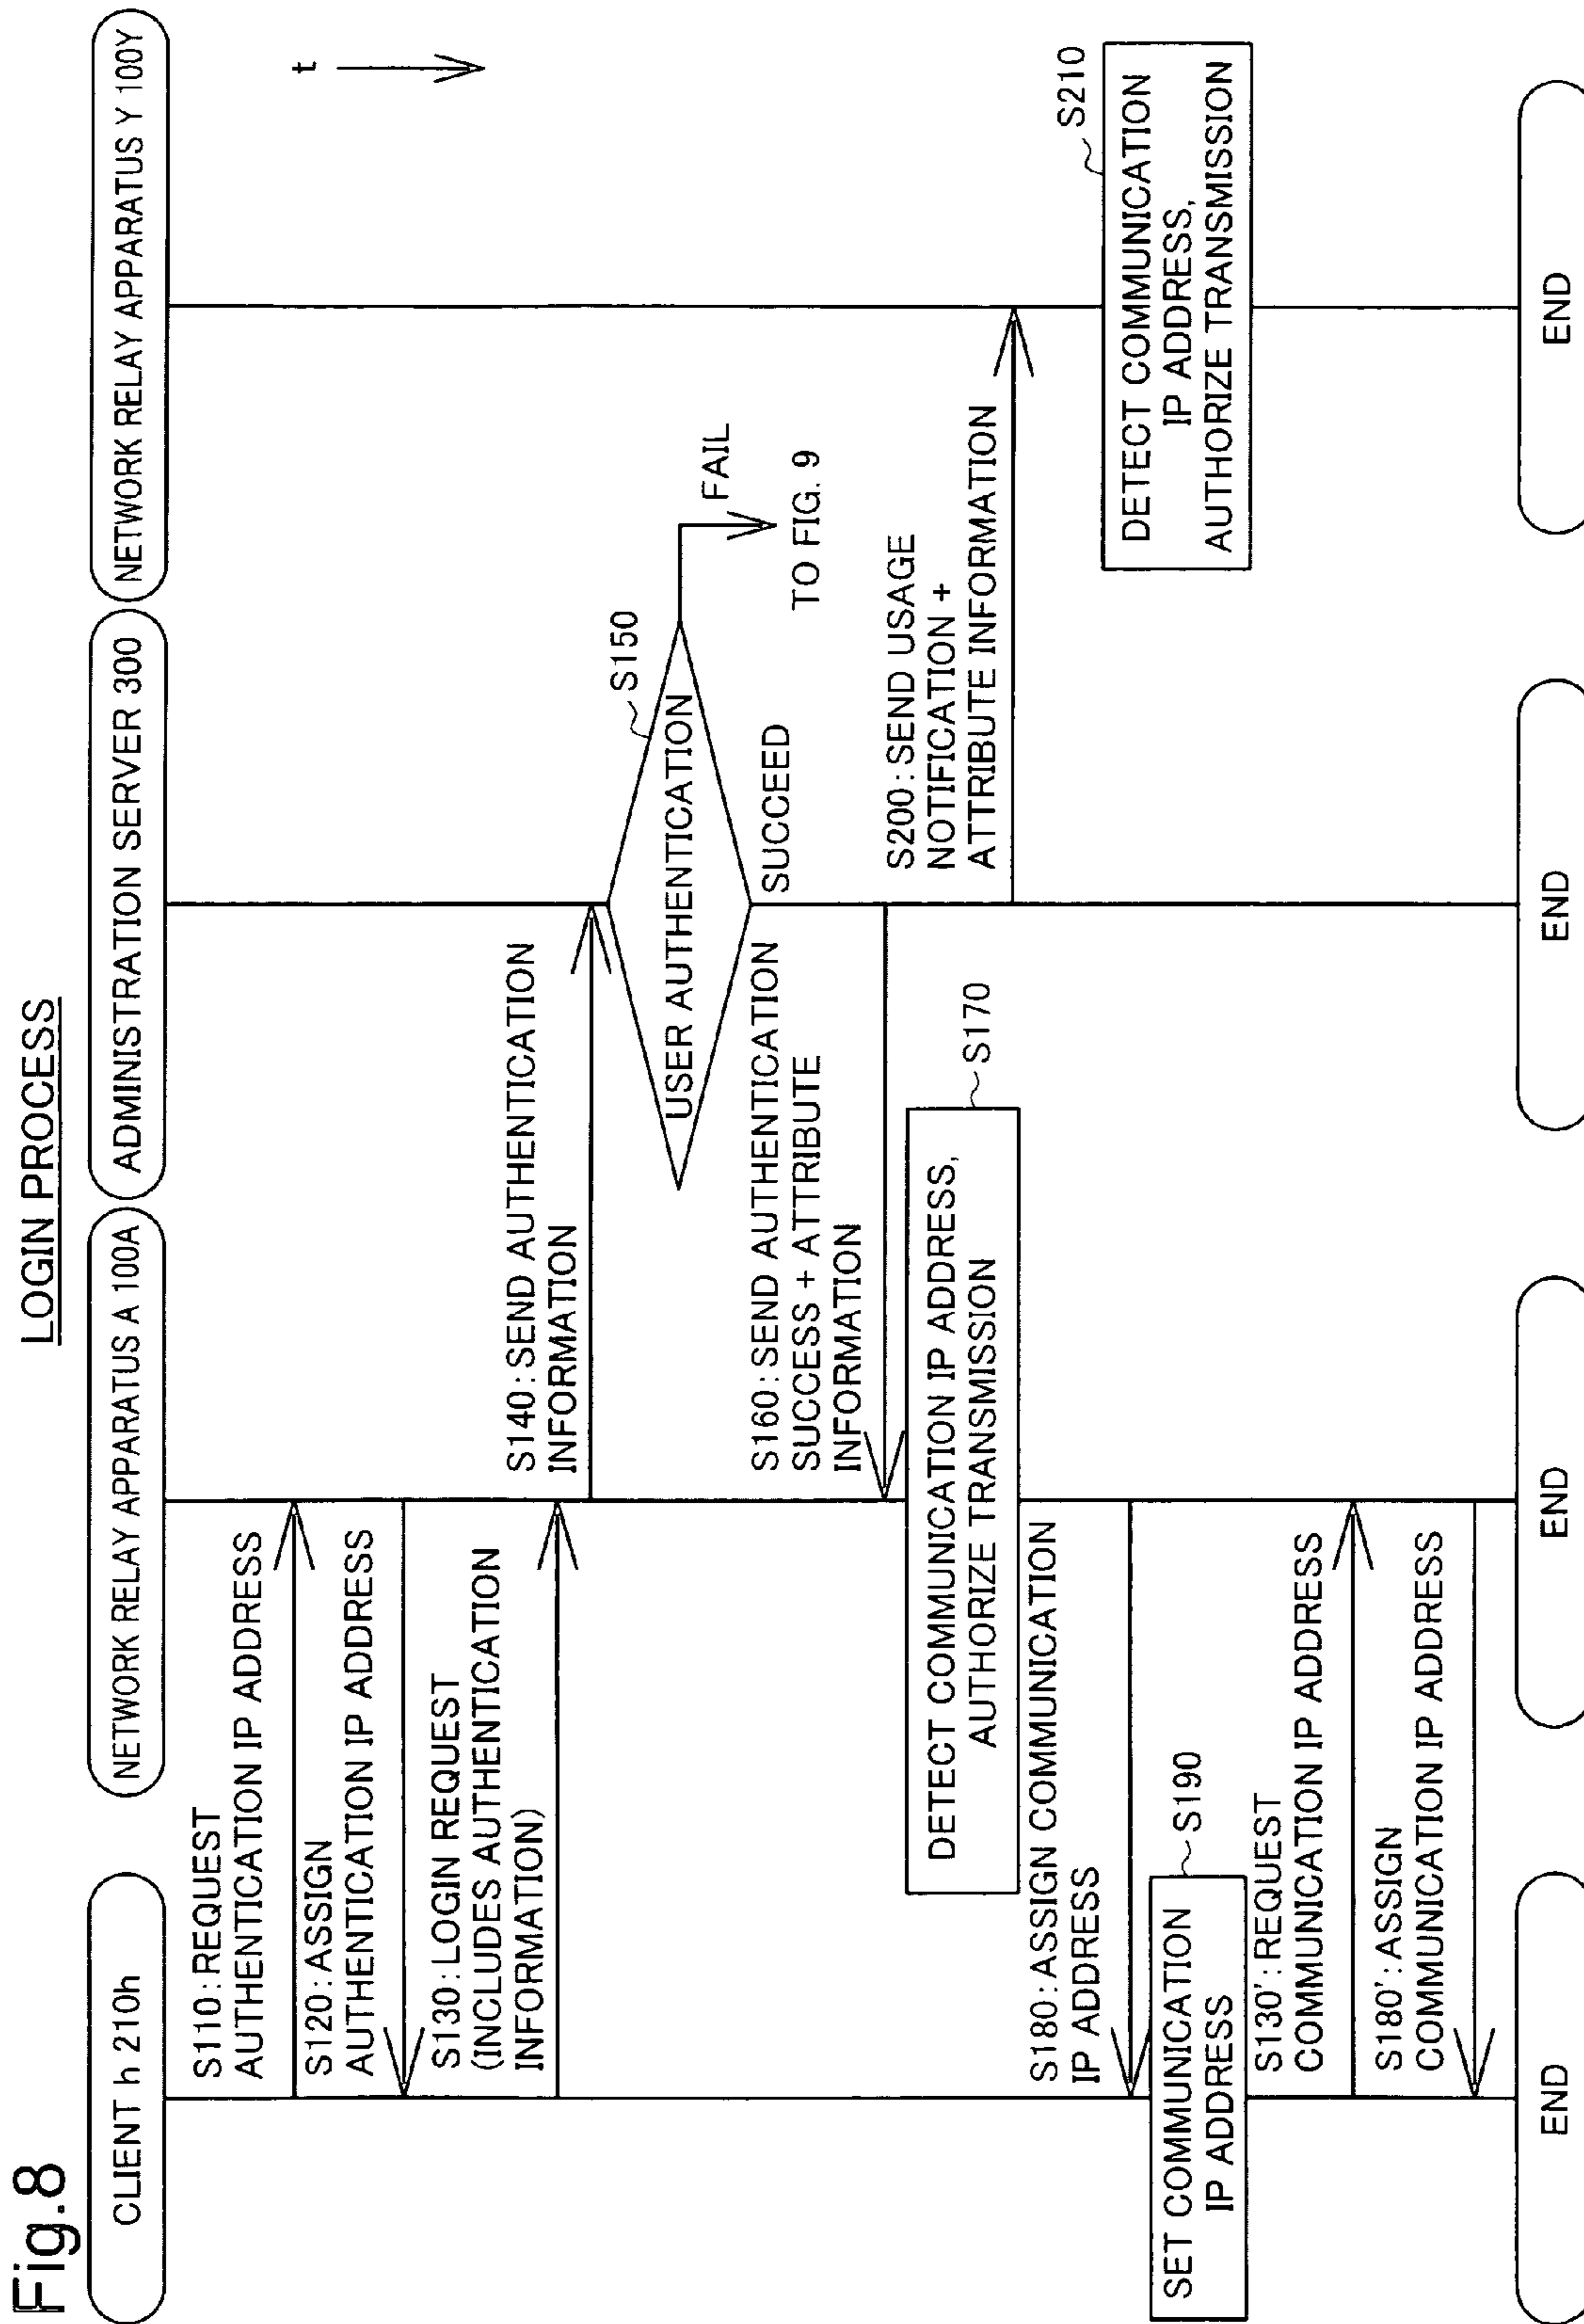 Fig.8
LOGIN PROCESS
CLIENT h 210h
NETWORK RELAY APPARATUS A 100A
ADMINISTRATION SERVER 300
NETWORK RELAY APPARATUS Y 100Y
t
S110:REQUEST
AUTHENTICATION IP ADDRESS
S120:ASSIGN
AUTHENTICATION IP ADDRESS
S130:LOGIN REQUEST
(INCLUDES AUTHENTICATION
INFORMATION)
S140:SEND AUTHENTICATION
INFORMATION
S150
USER AUTHENTICATION
FAIL
TO FIG. 9
SUCCEED
S160:SEND AUTHENTICATION
SUCCESS + ATTRIBUTE
INFORMATION
S170
DETECT COMMUNICATION IP ADDRESS,
AUTHORIZE TRANSMISSION
S200:SEND USAGE
NOTIFICATION +
ATTRIBUTE INFORMATION
S210
DETECT COMMUNICATION
IP ADDRESS,
AUTHORIZE TRANSMISSION
S180:ASSIGN COMMUNICATION
IP ADDRESS
S190
SET COMMUNICATION
IP ADDRESS
S130':REQUEST
COMMUNICATION IP ADDRESS
S180':ASSIGN
COMMUNICATION IP ADDRESS
END
END
END
END